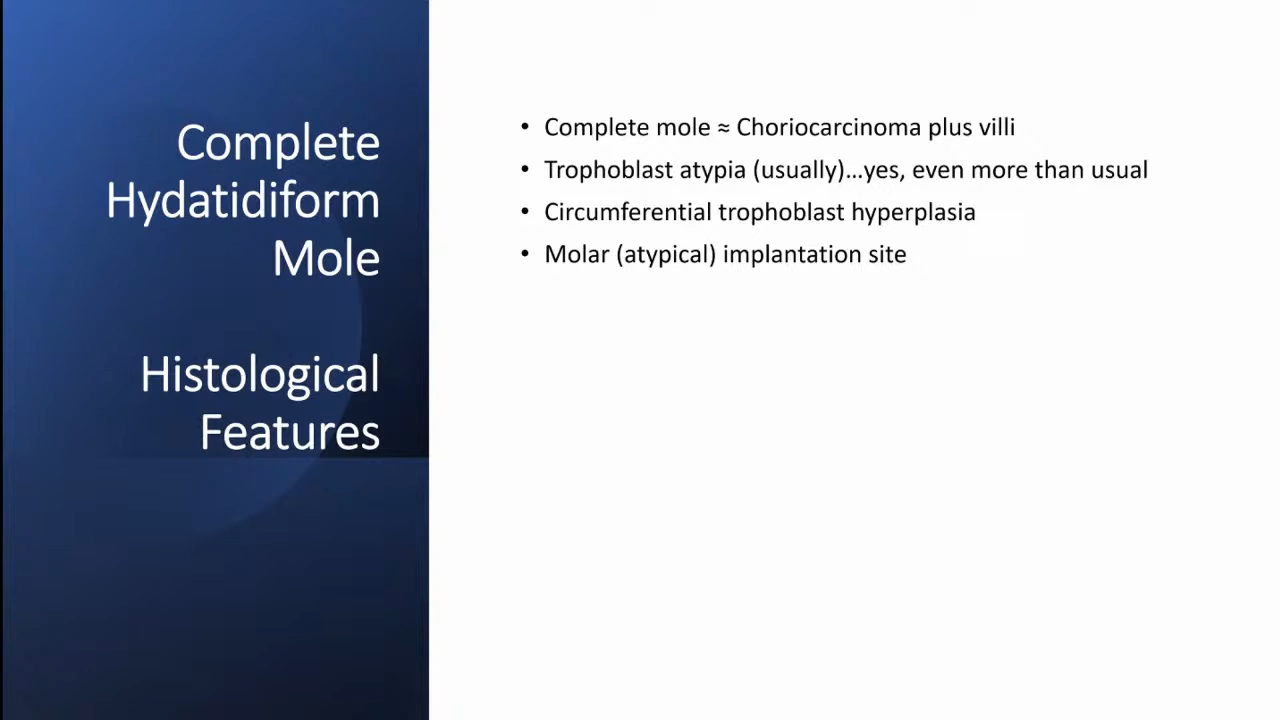 Complete
Hydatidiform
Mole
Histological
Features
• Complete mole ≈ Choriocarcinoma plus villi
• Trophoblast atypia (usually)…yes, even more than usual
• Circumferential trophoblast hyperplasia
• Molar (atypical) implantation site